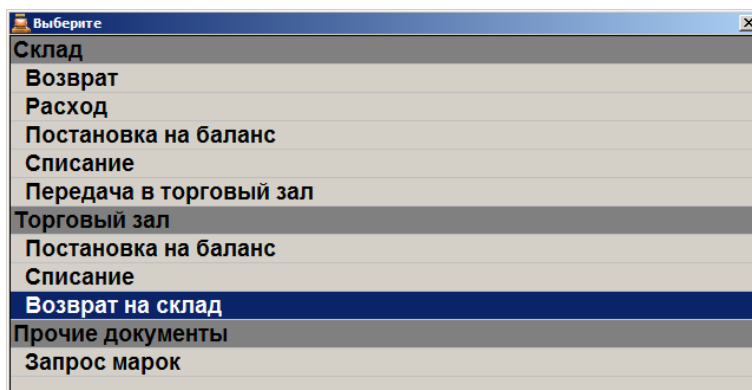 Выберите
Склад
Возврат
Расход
Постановка на баланс
Списание
Передача в торговый зал
Торговый зал
Постановка на баланс
Списание
Возврат на склад
Прочие документы
Запрос марок